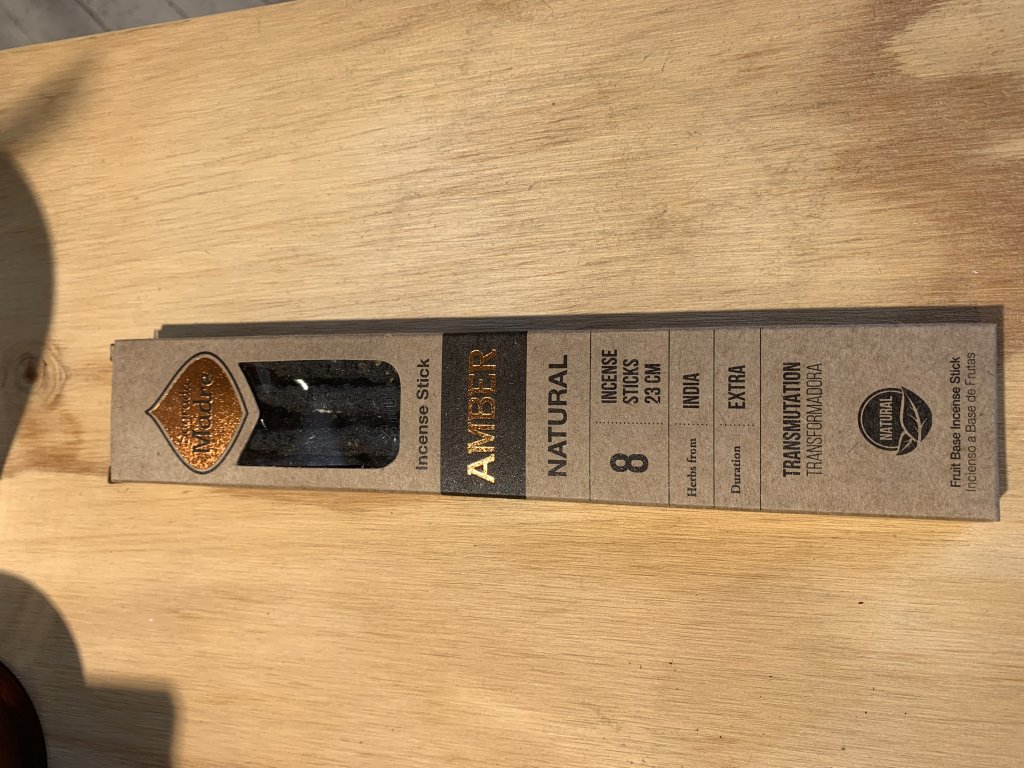 Sagrada
Madre
Incense Stick
AMBER
NATURAL
8
INCENSE
STICKS
23 CM
Herbs from
INDIA
Duration
EXTRA
TRANSMUTATION
TRANSFORMADORA
NATURAL
Fruit Base Incense Stick
Incienso a Base de Frutas